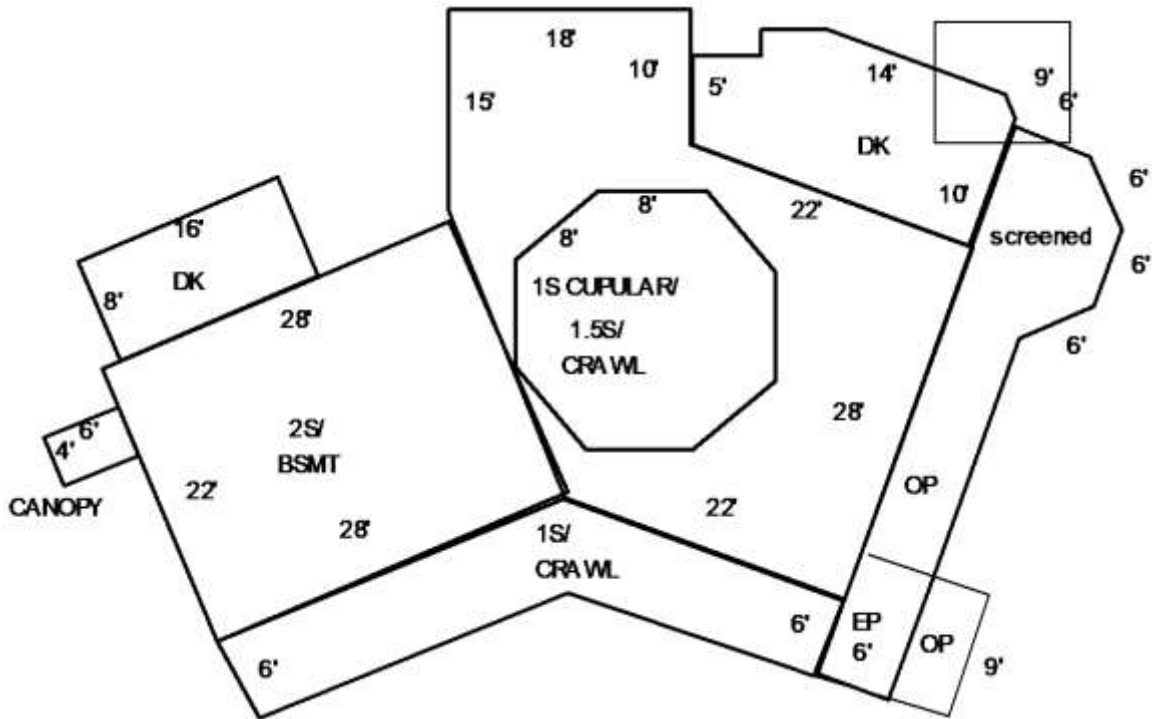 18'
10'
15'
5'
14'
9'
6'
DK
10'
6'
6'
6'
screened
22'
8'
8'
16'
DK
8'
28'
1S CUPULAR/
1.5S/
CRAWL
28'
2S/
BSMT
6'
4'
CANOPY
22'
28'
22'
OP
1S/
CRAWL
6'
EP
6'
OP
9'
6'